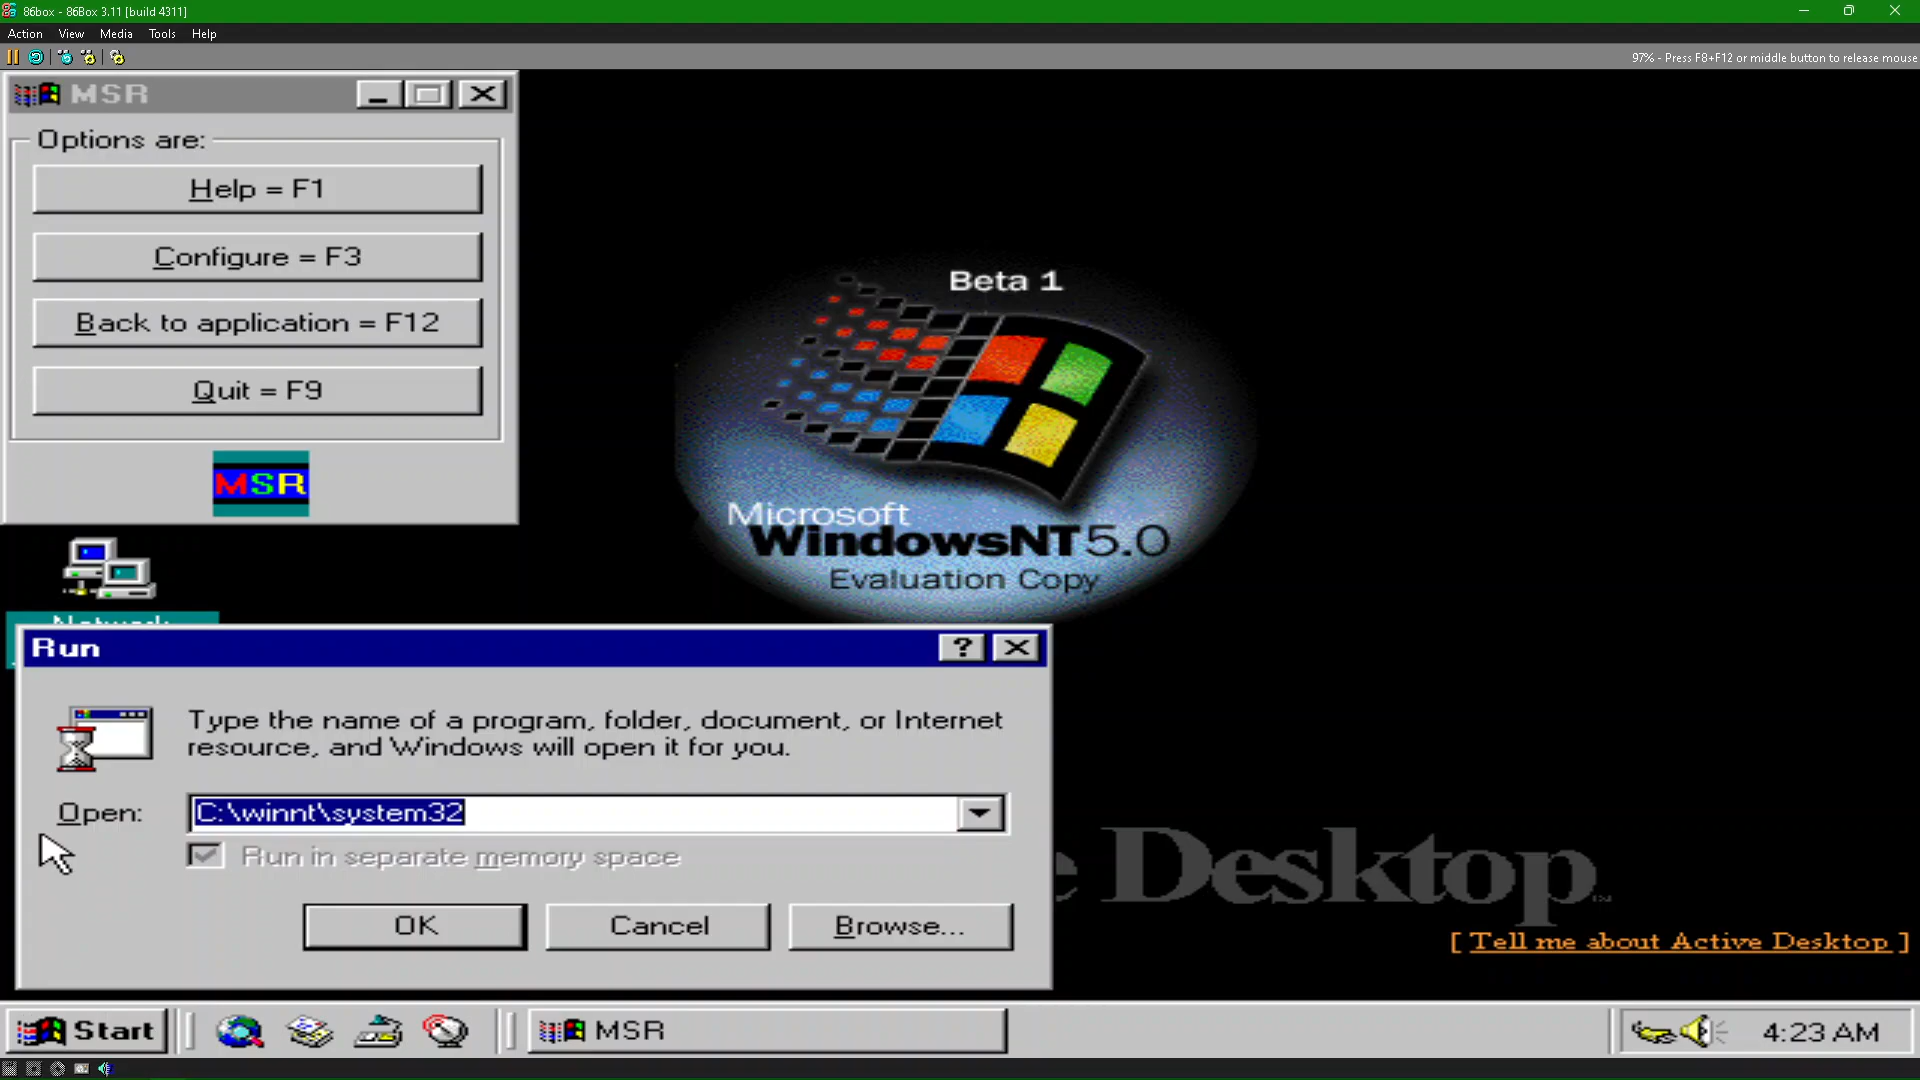 86box - 86Box 3.11 [build 4311]
Action View Media Tools Help
97% - Press F8+F12 or middle button to release mouse
MSR
Options are:
Help = F1
Configure = F3
Back to application = F12
Quit = F9
MSR
Beta 1
Microsoft
WindowsNT 5.0
Evaluation Copy
Network
Run
Type the name of a program, folder, document, or Internet
resource, and Windows will open it for you.
Open: C:\winnt\system32
Run in separate memory space
OK Cancel Browse...
e Desktop
[ Tell me about Active Desktop ]
Start MSR 4:23 AM